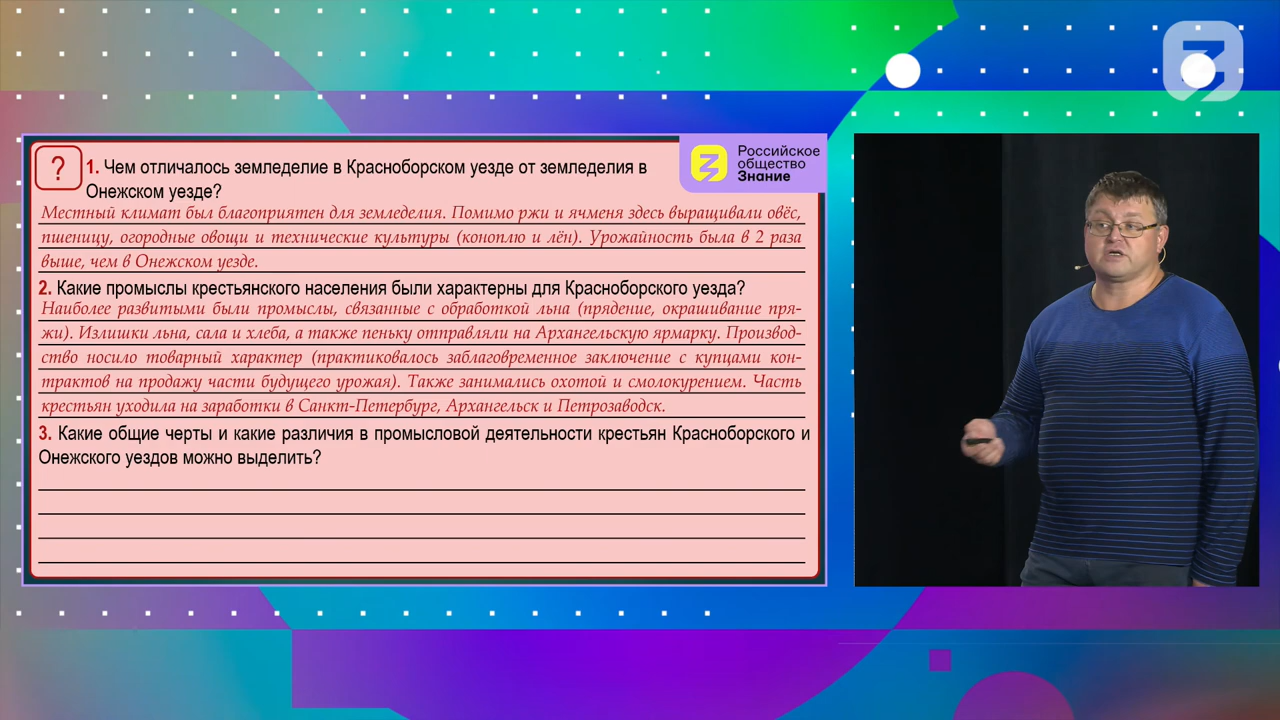 ?
1. Чем отличалось земледелие в Красноборском уезде от земледелия в
Онежском уезде?
Российское
общество
Знание
Местный климат был благоприятен для земледелия. Помимо ржи и ячменя здесь выращивали овёс,
пшеницу, огородные овощи и технические культуры (коноплю и лён). Урожайность была в 2 раза
выше, чем в Онежском уезде.
2. Какие промыслы крестьянского населения были характерны для Красноборского уезда?
Наиболее развитыми были промыслы, связанные с обработкой льна (прядение, окрашивание пря-
жи). Излишки льна, сала и хлеба, а также пеньку отправляли на Архангельскую ярмарку. Производ-
ство носило товарный характер (практиковалось заблаговременное заключение с купцами кон-
трактов на продажу части будущего урожая). Также занимались охотой и смолокурением. Часть
крестьян уходила на заработки в Санкт-Петербург, Архангельск и Петрозаводск.
3. Какие общие черты и какие различия в промысловой деятельности крестьян Красноборского и
Онежского уездов можно выделить?